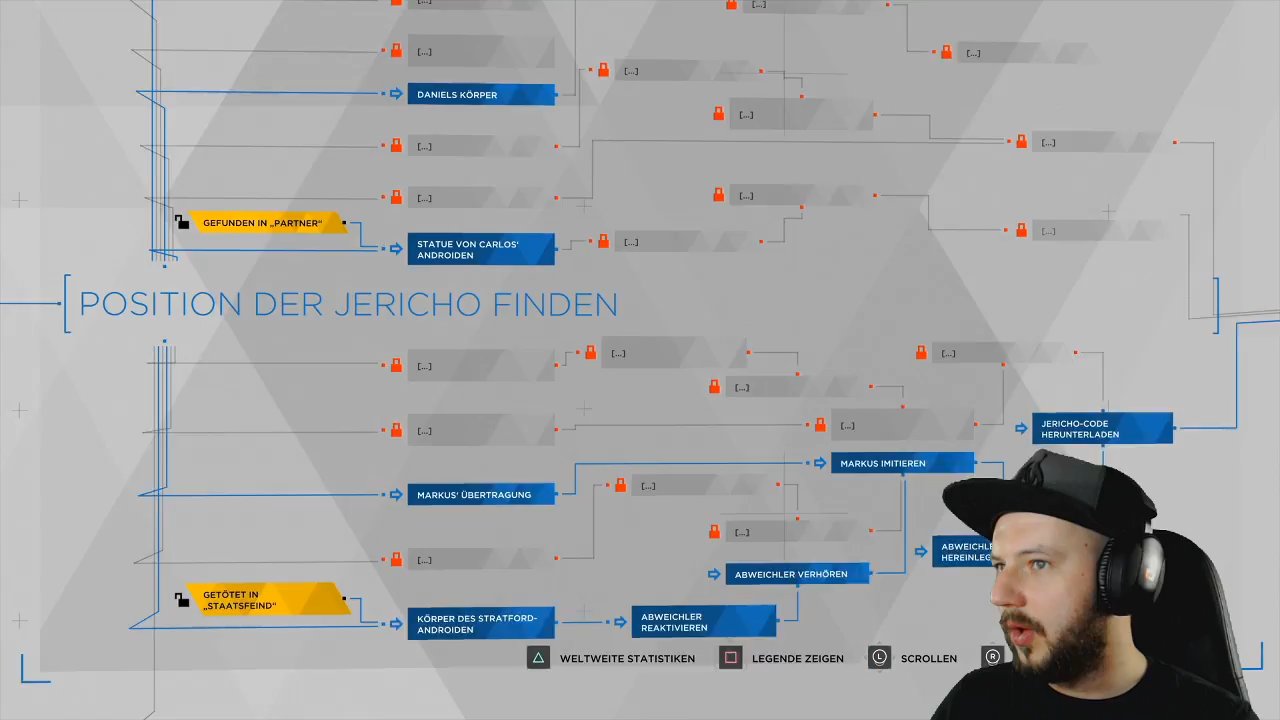 [...]
[...]
[...]
[...]
[...]
DANIELS KÖRPER
[...]
[...]
[...]
[...]
[...]
GEFUNDEN IN „PARTNER“
STATUE VON CARLOS'
ANDROIDEN
[...]
[...]
POSITION DER JERICHO FINDEN
[...]
[...]
[...]
[...]
[...]
[...]
JERICHO-CODE
HERUNTERLADEN
MARKUS IMITIEREN
MARKUS' ÜBERTRAGUNG
[...]
[...]
[...]
ABWEICHLER VERHÖREN
GETÖTET IN
„STAATSFEIND“
KÖRPER DES STRATFORD-
ANDROIDEN
ABWEICHLER
REAKTIVIEREN
WELTWEITE STATISTIKEN
LEGENDE ZEIGEN
L
SCROLLEN
R